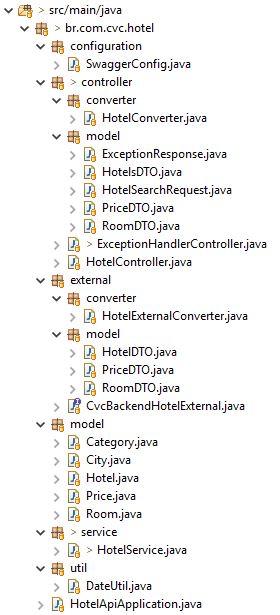 > src/main/java
> br.com.cvc.hotel
configuration
SwaggerConfig.java
> controller
converter
HotelConverter.java
model
ExceptionResponse.java
HotelsDTO.java
HotelSearchRequest.java
PriceDTO.java
RoomDTO.java
> ExceptionHandlerController.java
HotelController.java
external
converter
HotelExternalConverter.java
model
HotelDTO.java
PriceDTO.java
RoomDTO.java
CvcBackendHotelExternal.java
model
Category.java
City.java
Hotel.java
Price.java
Room.java
> service
> HotelService.java
util
DateUtil.java
HotelApiApplication.java